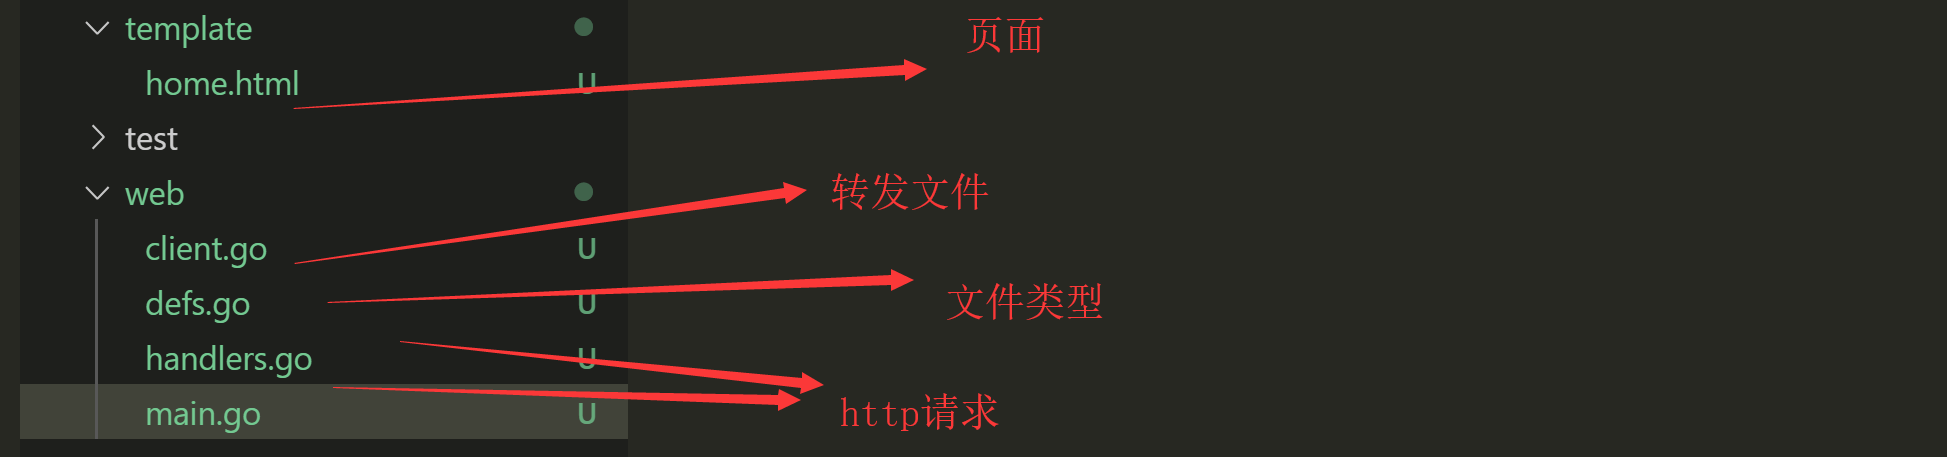 template
页面
home.html U
test
web
转发文件
client.go U
defs.go U
文件类型
handlers.go U
main.go U
http请求